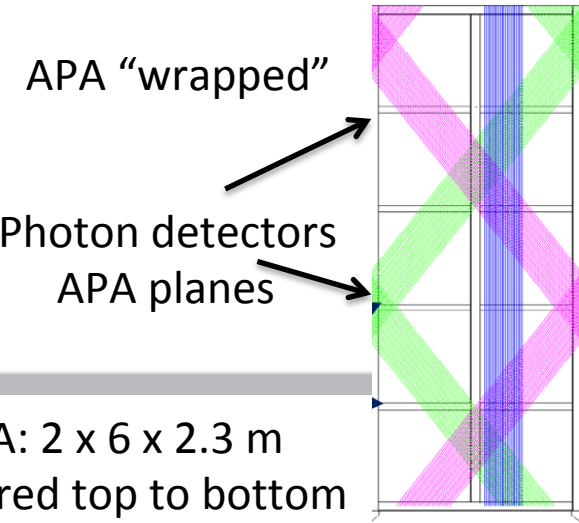 APA “wrapped”
Photon detectors
APA planes
A: 2 x 6 x 2.3 m
red top to bottom